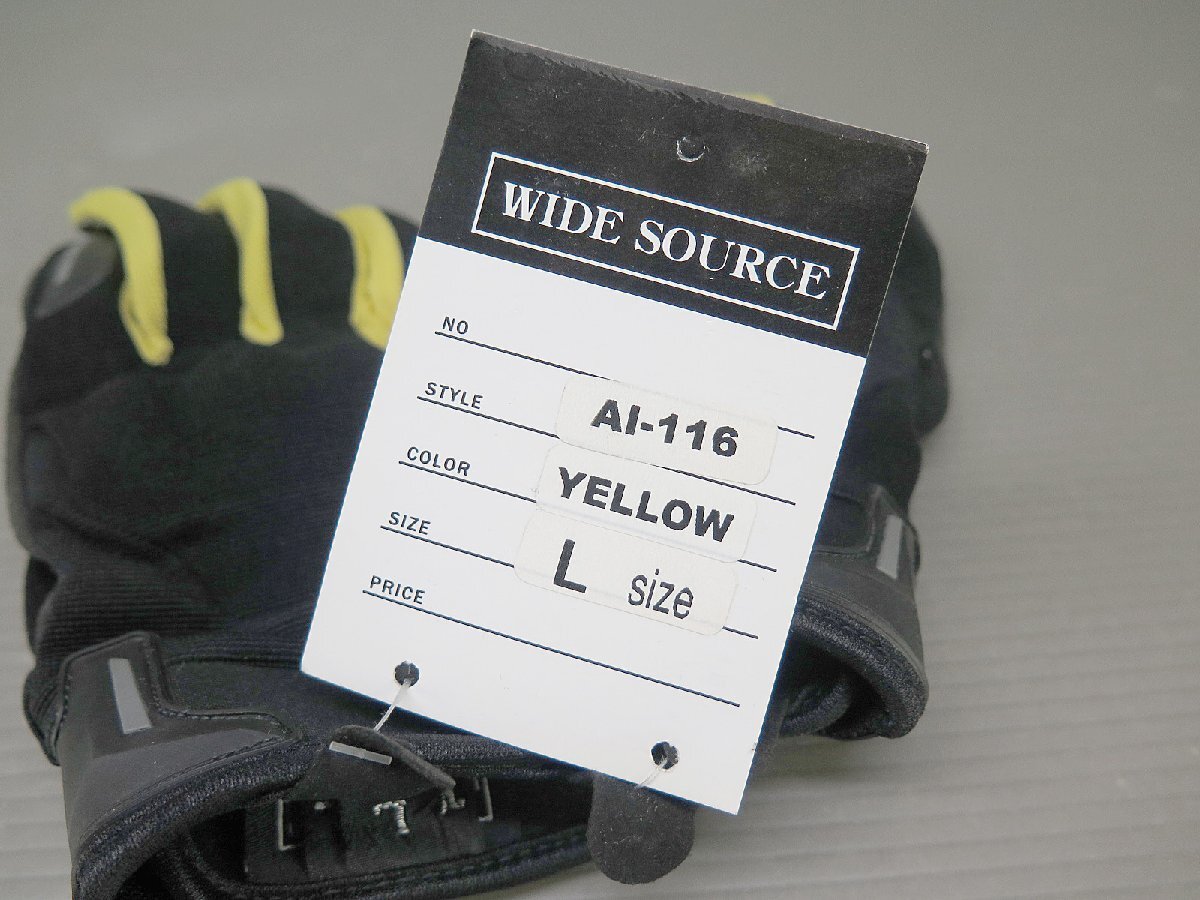 WIDE SOURCE
NO
STYLE AI-116
COLOR YELLOW
SIZE L size
PRICE